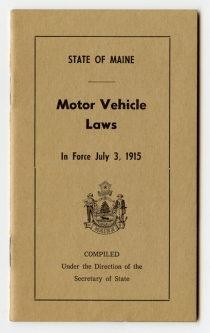 STATE OF MAINE
Motor Vehicle
Laws
In Force July 3, 1915
MAINE
COMPILED
Under the Direction of the
Secretary of State